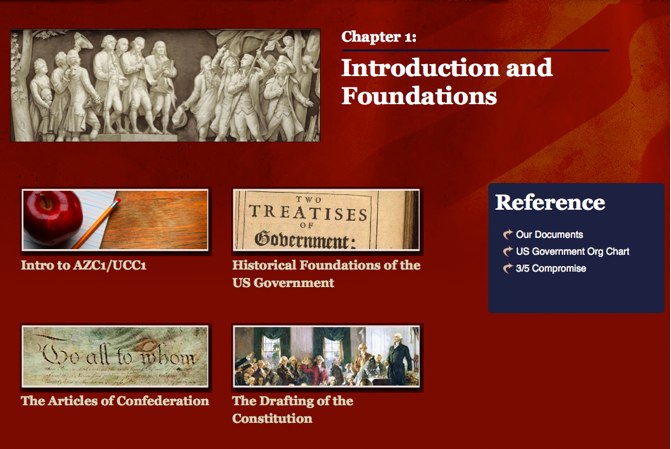 Chapter 1:
Introduction and
Foundations
TWO
TREATISES
OF
Government:
Intro to AZC1/UCC1
Historical Foundations of the
US Government
Reference
Our Documents
US Government Org Chart
3/5 Compromise
To all to whom
The Articles of Confederation
The Drafting of the
Constitution